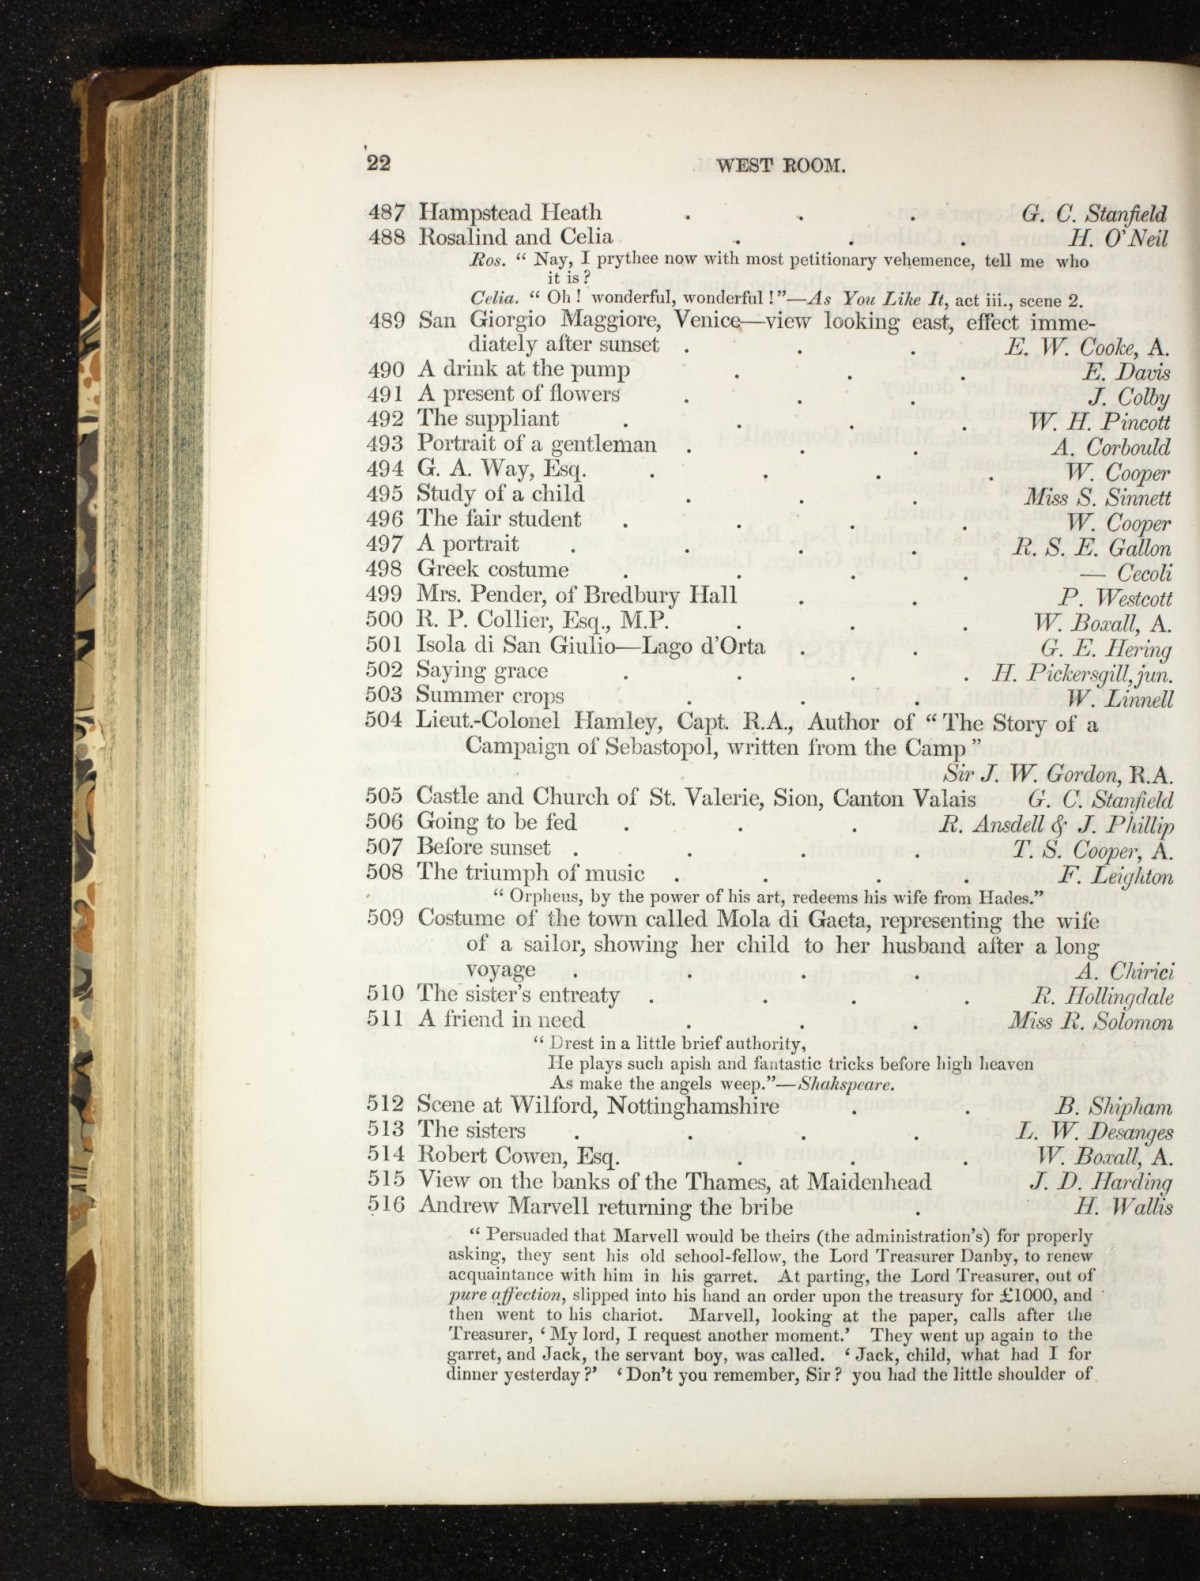 22 WEST ROOM.
487 Hampstead Heath . . . G. C. Stanfield
488 Rosalind and Celia . . . H. O'Neil
Ros. “ Nay, I prythee now with most petitionary vehemence, tell me who
it is ?
Celia. “ Oh ! wonderful, wonderful ! ”—As You Like It, act iii., scene 2.
489 San Giorgio Maggiore, Venice—view looking east, effect imme-
diately after sunset . . . E. W. Cooke, A.
490 A drink at the pump . . . E. Davis
491 A present of flowers . . . J. Colby
492 The suppliant . . . . W. H. Pincott
493 Portrait of a gentleman . . . A. Corbould
494 G. A. Way, Esq. . . . . W. Cooper
495 Study of a child . . . Miss S. Sinnett
496 The fair student . . . . W. Cooper
497 A portrait . . . . R. S. E. Gallon
498 Greek costume . . . . — Cecoli
499 Mrs. Pender, of Bredbury Hall . . P. Westcott
500 R. P. Collier, Esq., M.P. . . . W. Boxall, A.
501 Isola di San Giulio—Lago d'Orta . . G. E. Hering
502 Saying grace . . . . H. Pickersgill, jun.
503 Summer crops . . . W. Linnell
504 Lieut.-Colonel Hamley, Capt. R.A., Author of “ The Story of a
Campaign of Sebastopol, written from the Camp ”
Sir J. W. Gordon, R.A.
505 Castle and Church of St. Valerie, Sion, Canton Valais G. C. Stanfield
506 Going to be fed . . . R. Ansdell & J. Phillip
507 Before sunset . . . . T. S. Cooper, A.
508 The triumph of music . . . . F. Leighton
“ Orpheus, by the power of his art, redeems his wife from Hades.”
509 Costume of the town called Mola di Gaeta, representing the wife
of a sailor, showing her child to her husband after a long
voyage . . . . A. Chirici
510 The sister's entreaty . . . . R. Hollingdale
511 A friend in need . . . Miss R. Solomon
“ Drest in a little brief authority,
He plays such apish and fantastic tricks before high heaven
As make the angels weep.”—Shakspeare.
512 Scene at Wilford, Nottinghamshire . . B. Shipham
513 The sisters . . . . L. W. Desanges
514 Robert Cowen, Esq. . . . W. Boxall, A.
515 View on the banks of the Thames, at Maidenhead J. D. Harding
516 Andrew Marvell returning the bribe . H. Wallis
“ Persuaded that Marvell would be theirs (the administration's) for properly
asking, they sent his old school-fellow, the Lord Treasurer Danby, to renew
acquaintance with him in his garret. At parting, the Lord Treasurer, out of
pure affection, slipped into his hand an order upon the treasury for £1000, and
then went to his chariot. Marvell, looking at the paper, calls after the
Treasurer, ‘ My lord, I request another moment.’ They went up again to the
garret, and Jack, the servant boy, was called. ‘ Jack, child, what had I for
dinner yesterday ?’ ‘ Don't you remember, Sir ? you had the little shoulder of